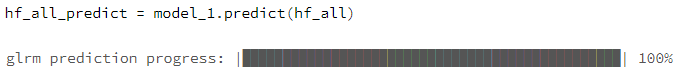 hf_all_predict = model_1.predict(hf_all)
glrm prediction progress: |████████████████████████████████████████████████| 100%